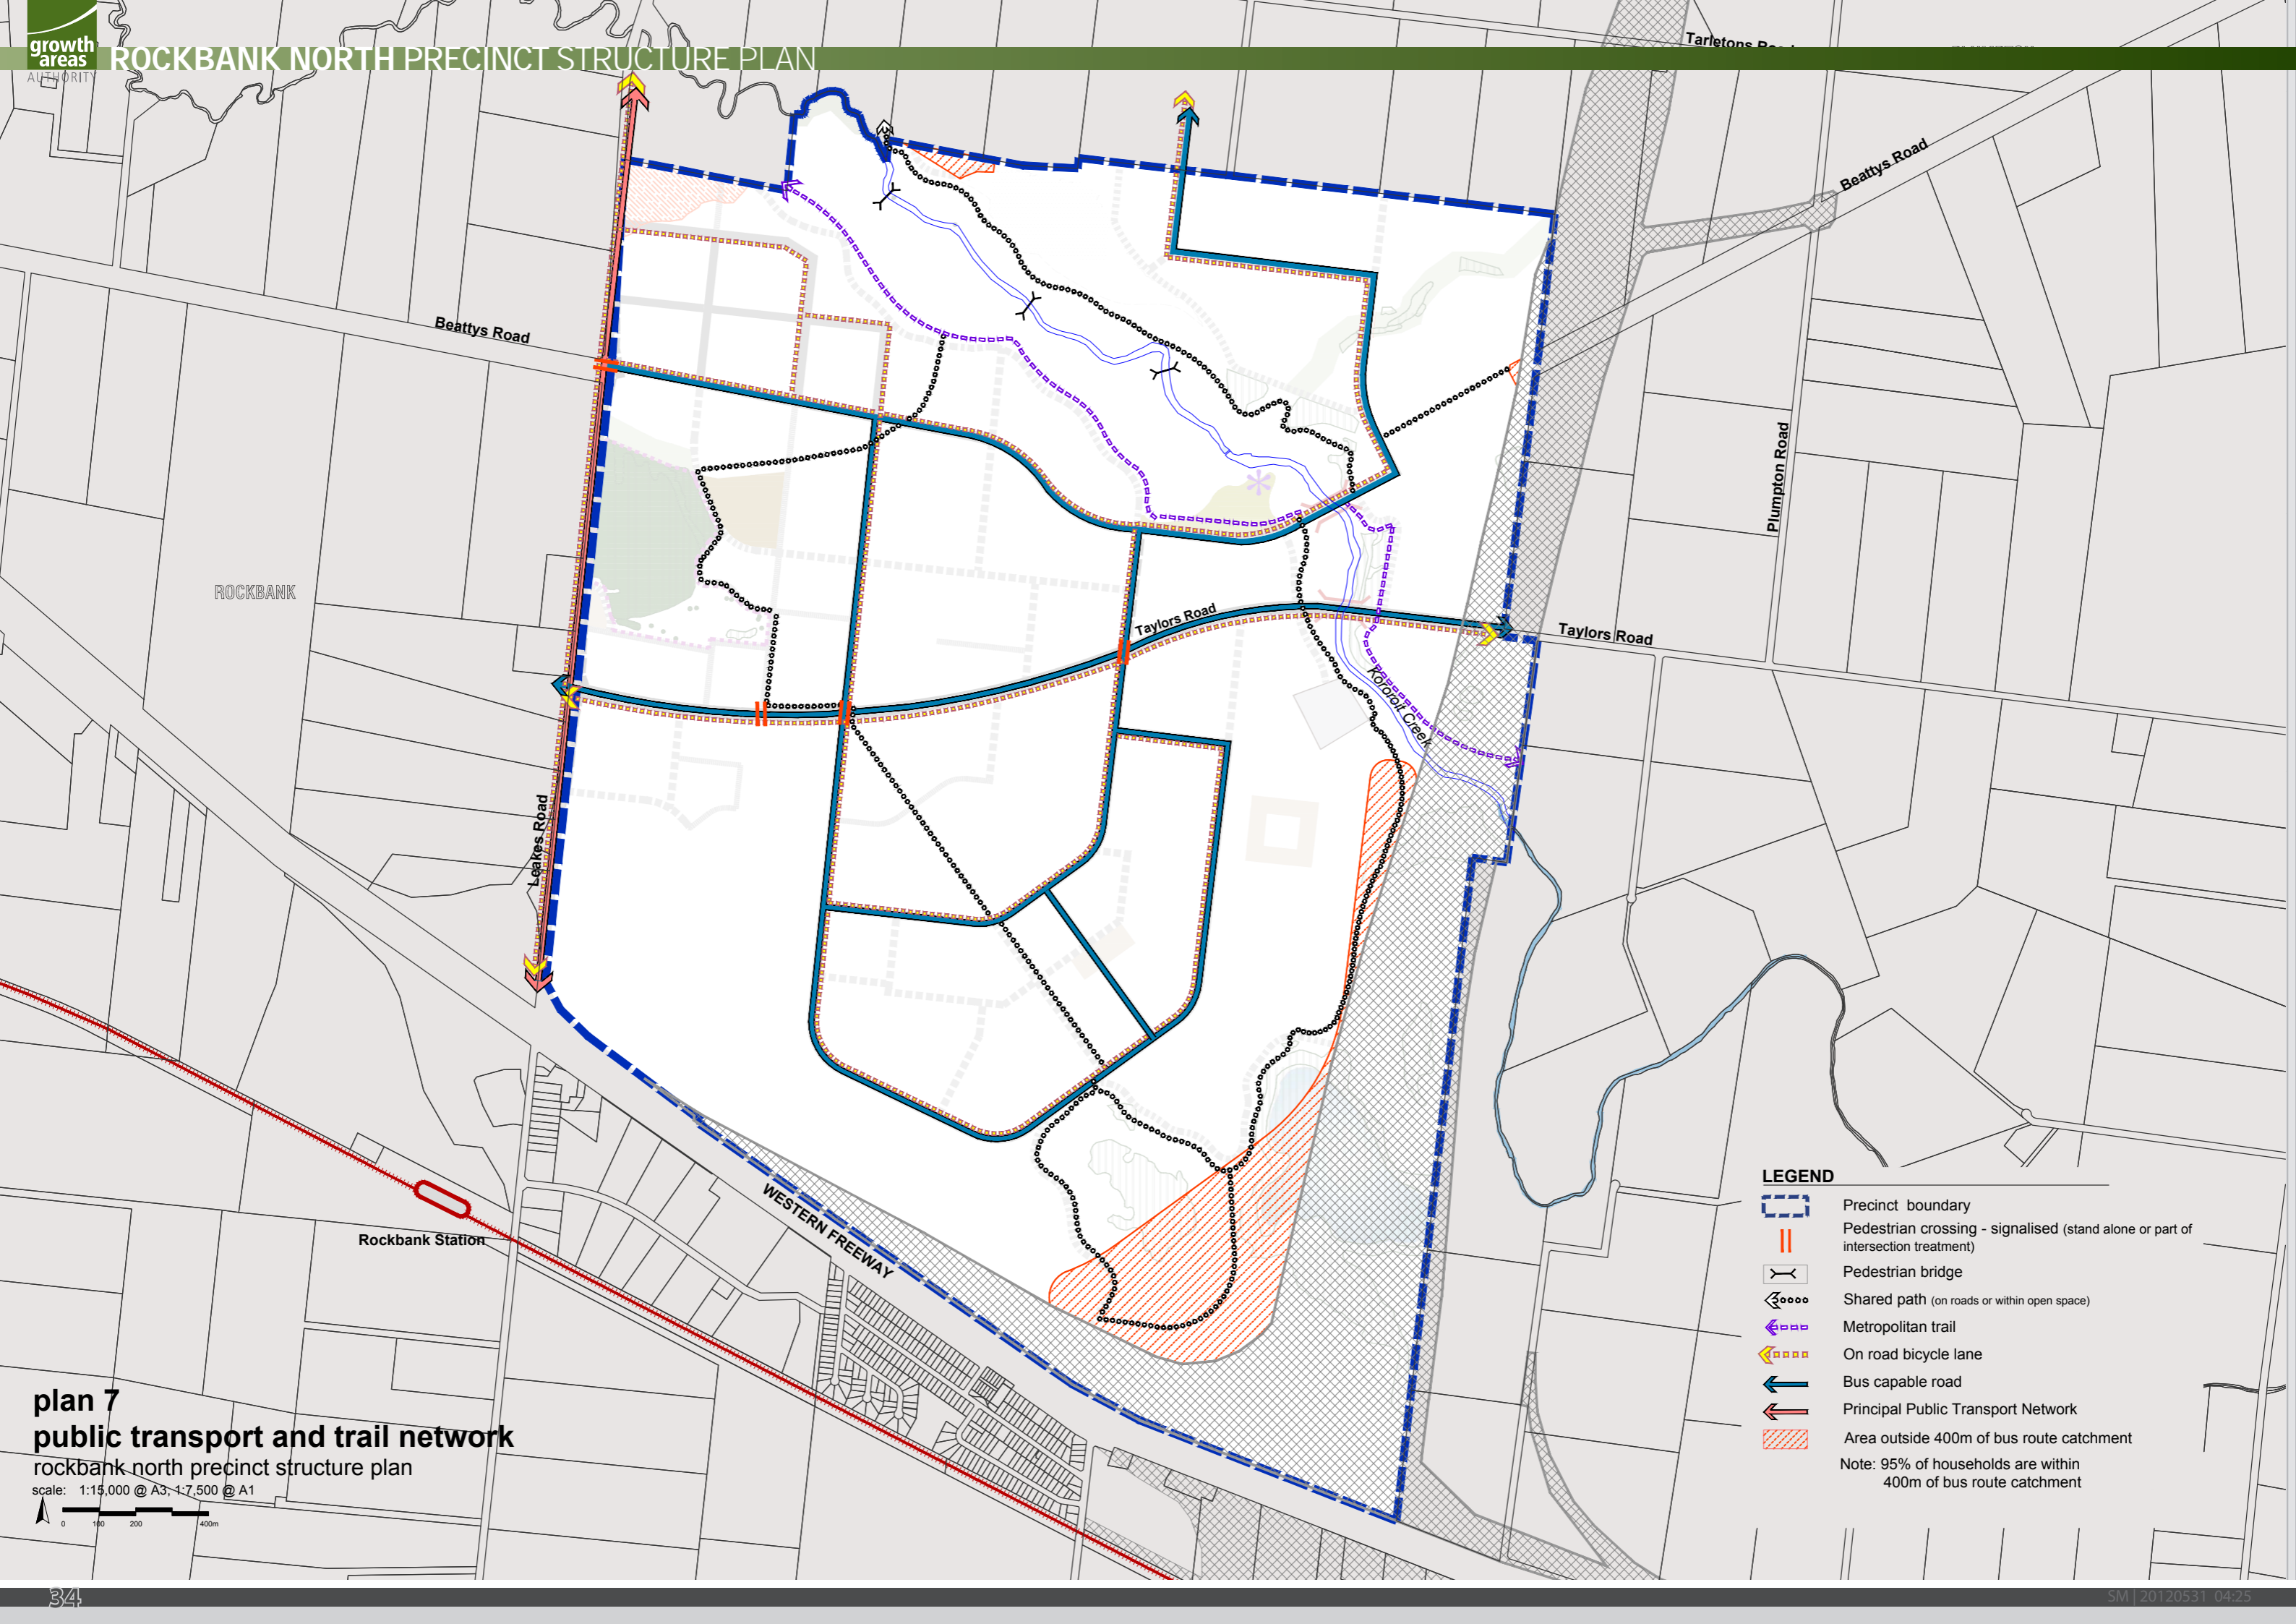 growth
areas
AUTHORITY
ROCKBANK NORTH PRECINCT STRUCTURE PLAN
Beattys Road
Beattys Road
Plumpton Road
ROCKBANK
Taylors Road
Taylors Road
Kororoit Creek
Leakes Road
WESTERN FREEWAY
Rockbank Station
LEGEND
Precinct boundary
Pedestrian crossing - signalised (stand alone or part of
intersection treatment)
Pedestrian bridge
Shared path (on roads or within open space)
Metropolitan trail
On road bicycle lane
Bus capable road
Principal Public Transport Network
Area outside 400m of bus route catchment
Note: 95% of households are within
400m of bus route catchment
plan 7
public transport and trail network
rockbank north precinct structure plan
scale: 1:15,000 @ A3, 1:7,500 @ A1
0 100 200 400m
34
SM | 20120531 04:25